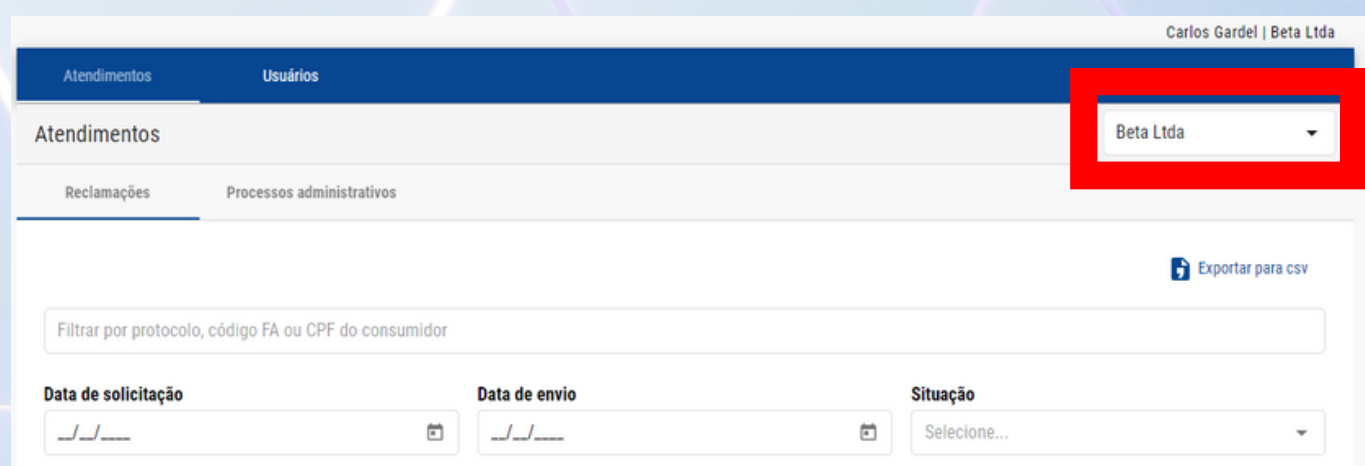 Carlos Gardel | Beta Ltda
Atendimentos Usuários
Atendimentos Beta Ltda
Reclamações Processos administrativos
Exportar para csv
Filtrar por protocolo, código FA ou CPF do consumidor
Data de solicitação Data de envio Situação
__/__/____ __/__/____ Selecione...